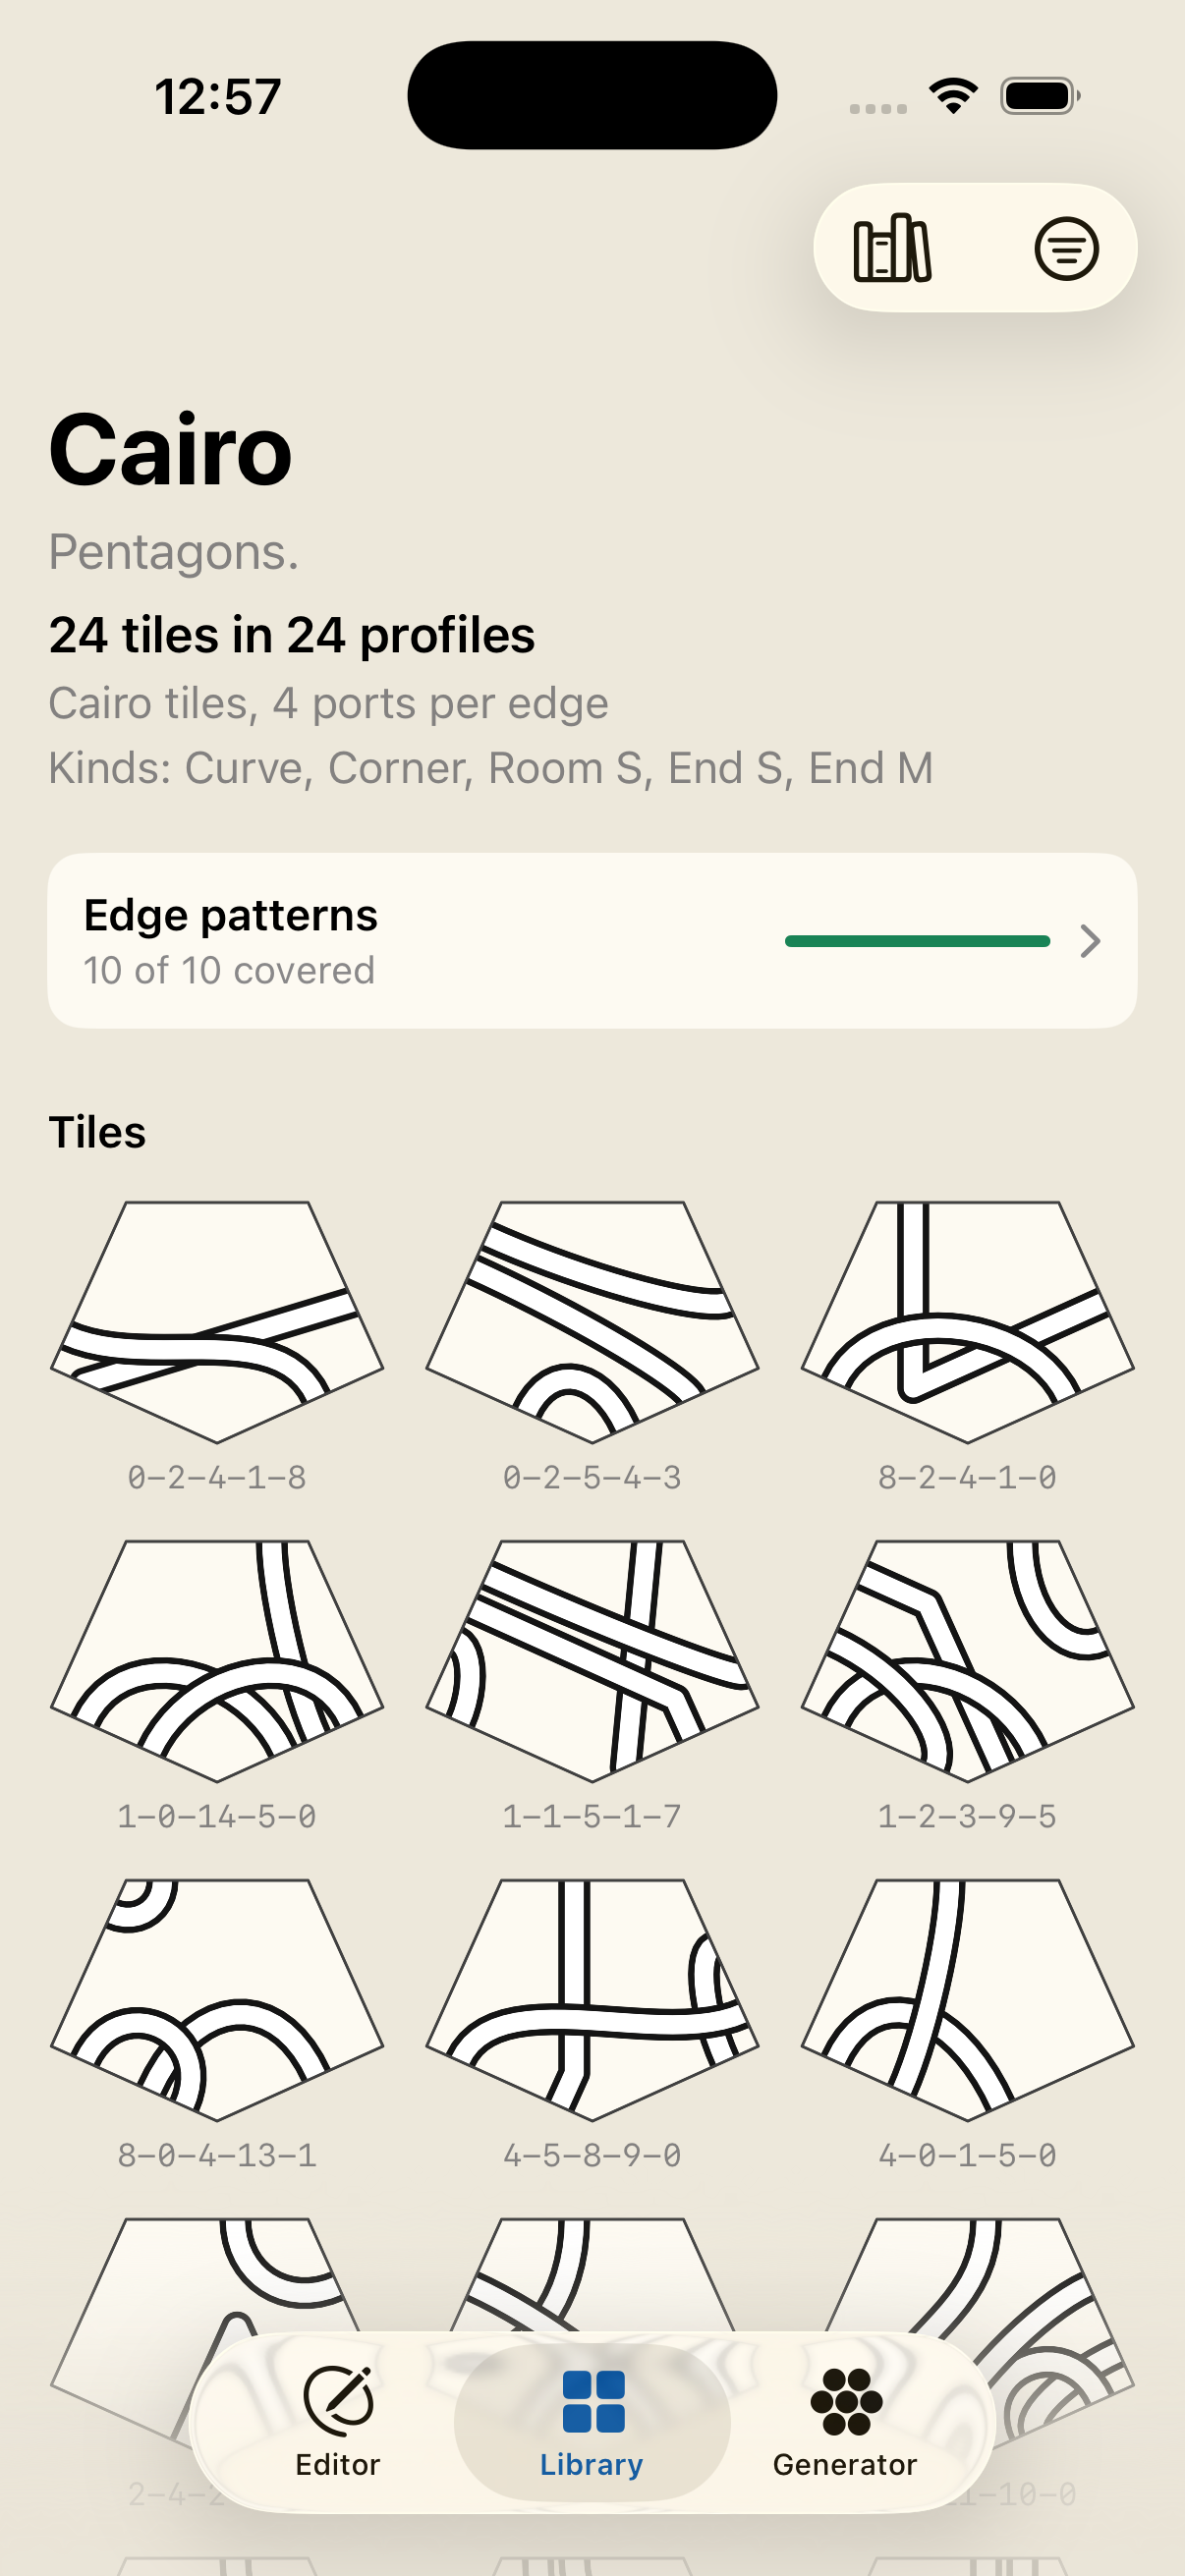 12:57
Cairo
Pentagons.
24 tiles in 24 profiles
Cairo tiles, 4 ports per edge
Kinds: Curve, Corner, Room S, End S, End M
Edge patterns
10 of 10 covered
Tiles
0–2–4–1–8
0–2–5–4–3
8–2–4–1–0
1–0–14–5–0
1–1–5–1–7
1–2–3–9–5
8–0–4–13–1
4–5–8–9–0
4–0–1–5–0
Editor
Library
Generator